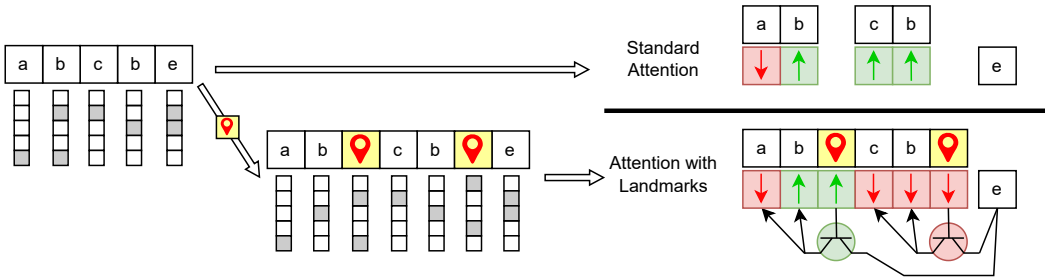 a b c b e
a b c b e
Standard
Attention
a b c b
e
Attention with
Landmarks
a b c b
e